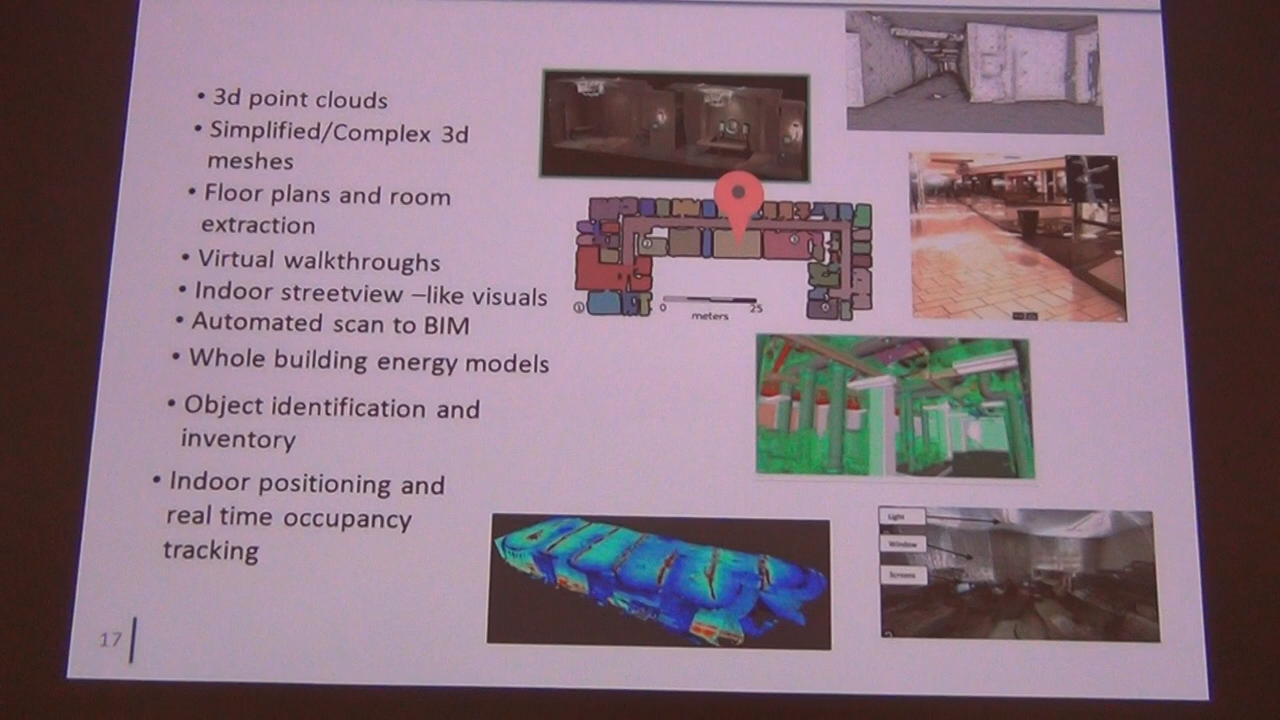 • 3d point clouds
• Simplified/Complex 3d
meshes
• Floor plans and room
extraction
• Virtual walkthroughs
• Indoor streetview –like visuals
• Automated scan to BIM
• Whole building energy models
• Object identification and
inventory
• Indoor positioning and
real time occupancy
tracking
0 25
meters
Light
Window
Screens
17